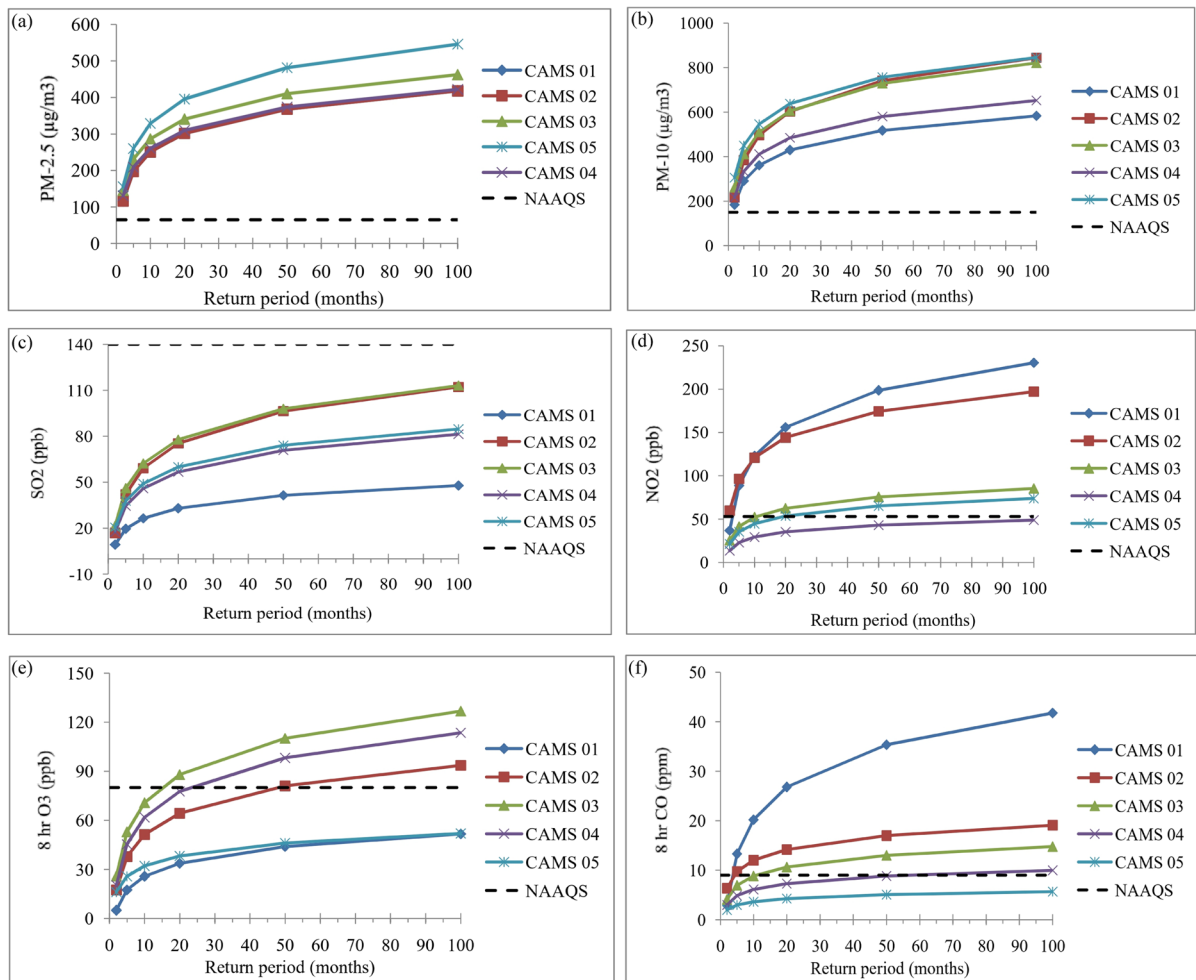 (a)
600
500
400
300
200
100
0
PM-2.5 (µg/m3)
0 10 20 30 40 50 60 70 80 90 100
Return period (months)
CAMS 01
CAMS 02
CAMS 03
CAMS 05
CAMS 04
NAAQS
(b)
1000
800
600
400
200
0
PM-10 (µg/m3)
0 10 20 30 40 50 60 70 80 90 100
Return period (months)
CAMS 01
CAMS 02
CAMS 03
CAMS 04
CAMS 05
NAAQS
(c)
140
110
80
50
20
-10
SO2 (ppb)
0 10 20 30 40 50 60 70 80 90 100
Return period (months)
CAMS 01
CAMS 02
CAMS 03
CAMS 04
CAMS 05
NAAQS
(d)
250
200
150
100
50
0
NO2 (ppb)
0 10 20 30 40 50 60 70 80 90 100
Return period (months)
CAMS 01
CAMS 02
CAMS 03
CAMS 04
CAMS 05
NAAQS
(e)
150
120
90
60
30
0
8 hr O3 (ppb)
0 10 20 30 40 50 60 70 80 90 100
Return period (months)
CAMS 01
CAMS 02
CAMS 03
CAMS 04
CAMS 05
NAAQS
(f)
50
40
30
20
10
0
8 hr CO (ppm)
0 10 20 30 40 50 60 70 80 90 100
Return period (months)
CAMS 01
CAMS 02
CAMS 03
CAMS 04
CAMS 05
NAAQS